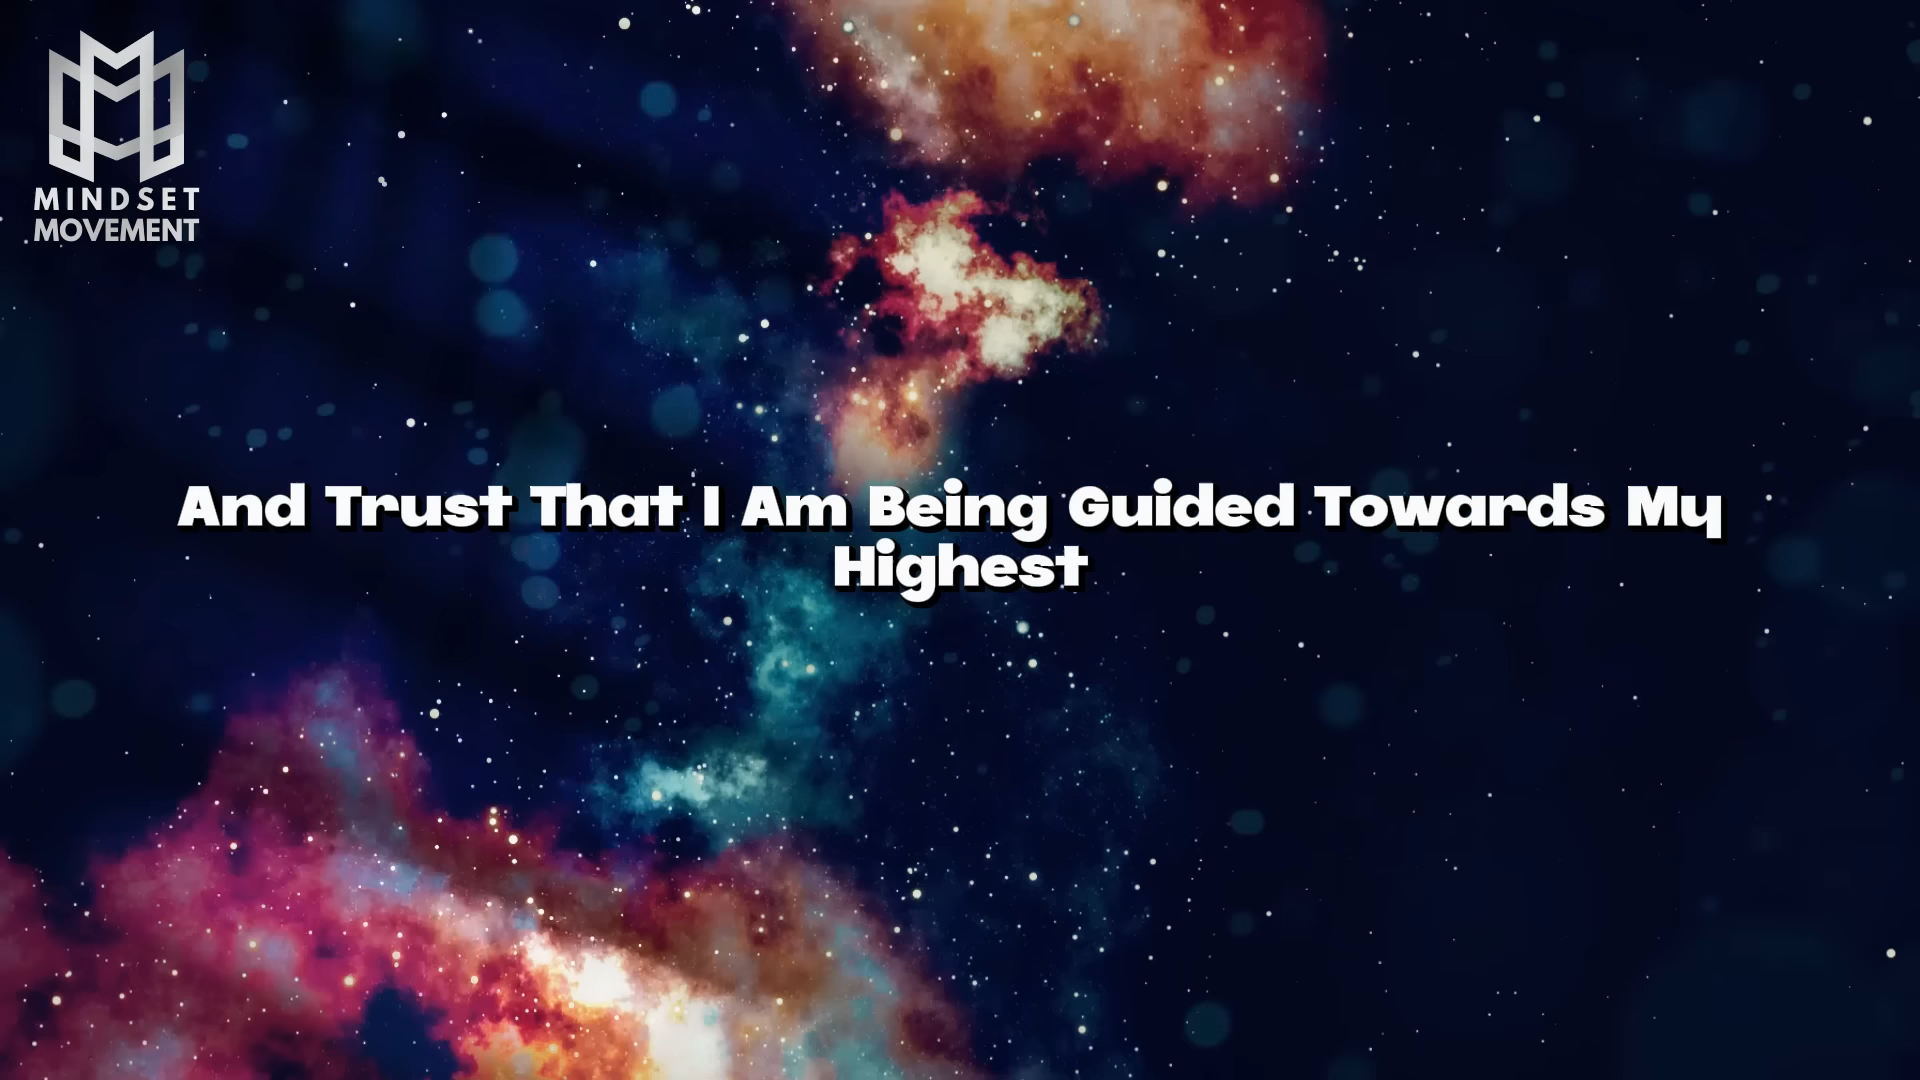 MINDSET
MOVEMENT
And Trust That I Am Being Guided Towards My
Highest